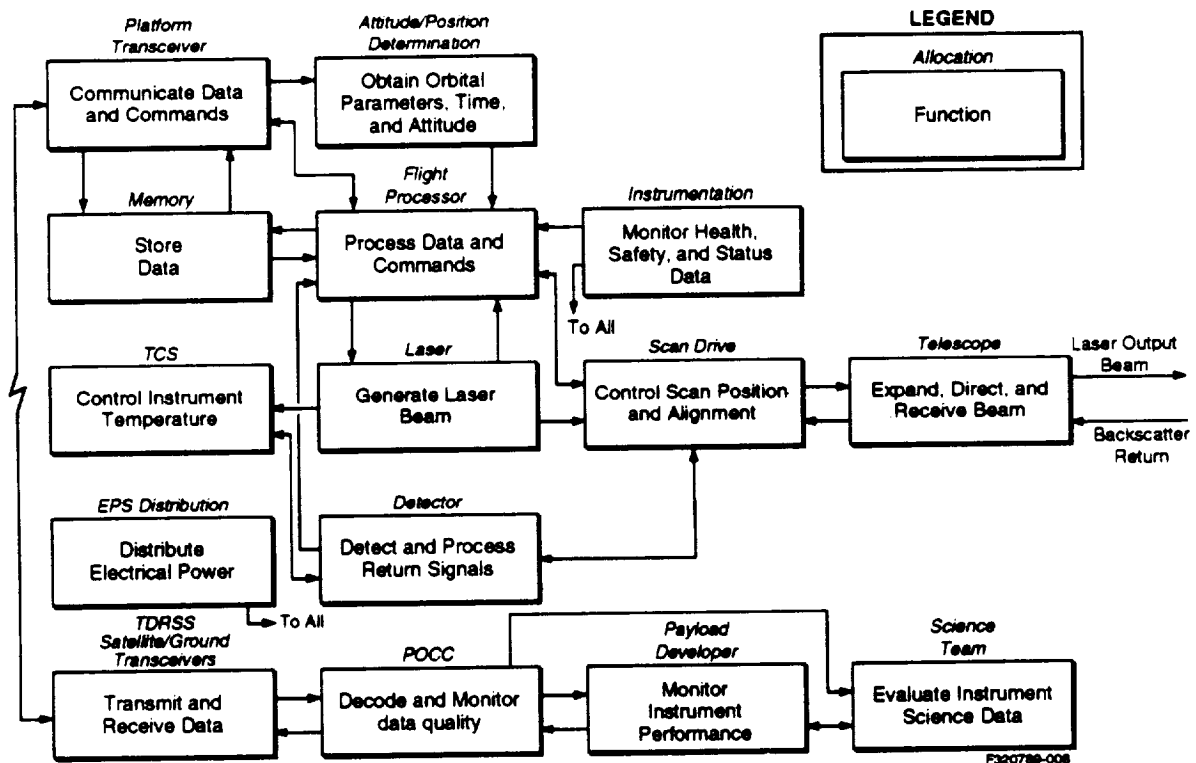 Platform
Transceiver
Communicate Data
and Commands
Attitude/Position
Determination
Obtain Orbital
Parameters, Time,
and Attitude
LEGEND
Allocation
Function
Memory
Store
Data
Flight
Processor
Process Data and
Commands
Instrumentation
Monitor Health,
Safety, and Status
Data
To All
TCS
Control Instrument
Temperature
Laser
Generate Laser
Beam
Scan Drive
Control Scan Position
and Alignment
Telescope
Expand, Direct, and
Receive Beam
Laser Output
Beam
Backscatter
Return
EPS Distribution
Distribute
Electrical Power
To All
Detector
Detect and Process
Return Signals
TDRSS
Satellite/Ground
Transceivers
Transmit and
Receive Data
POCC
Decode and Monitor
data quality
Payload
Developer
Monitor
Instrument
Performance
Science
Team
Evaluate Instrument
Science Data
F320789-006